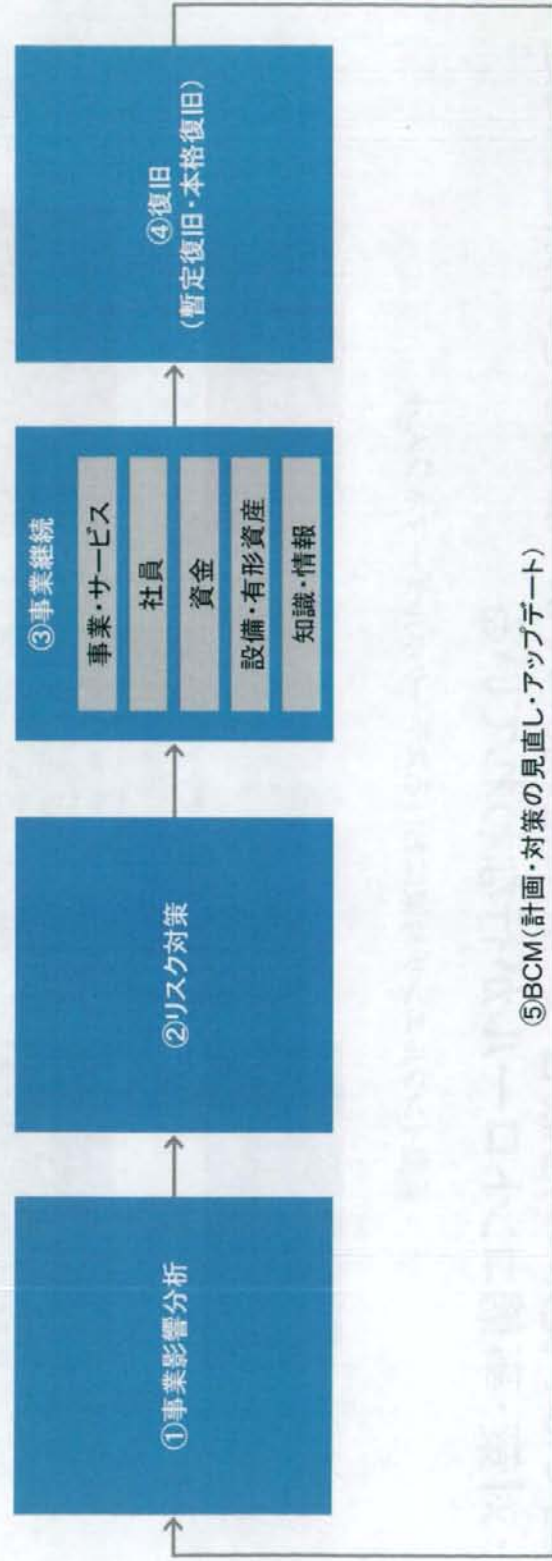 ①事業影響分析
②リスク対策
③事業継続
事業・サービス
社員
資金
設備・有形資産
知識・情報
④復旧
(暫定復旧・本格復旧)
⑤BCM(計画・対策の見直し・アップデート)